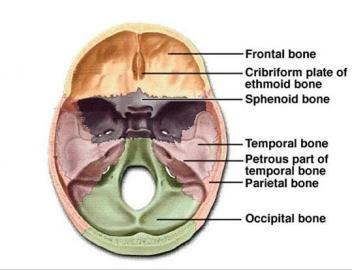 Frontal bone
Cribriform plate of
ethmoid bone
Sphenoid bone
Temporal bone
Petrous part of
temporal bone
Parietal bone
Occipital bone